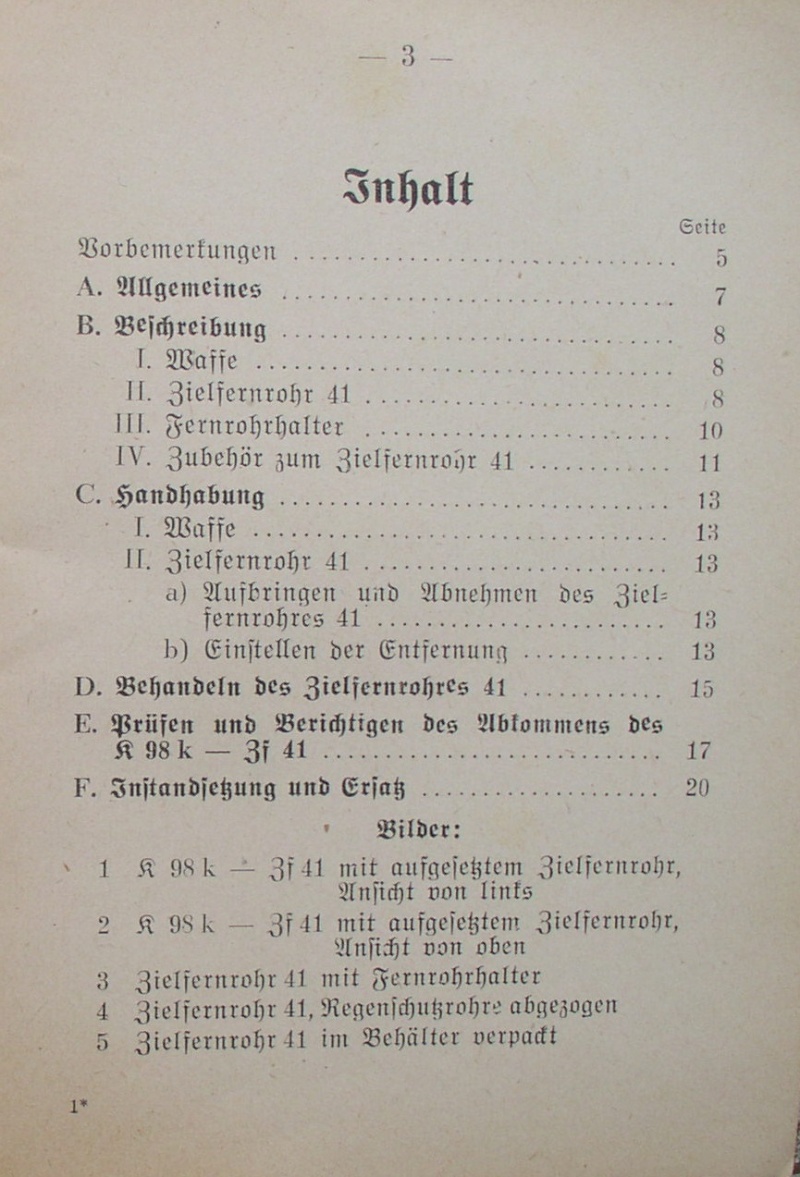 — 3 —
Inhalt
Seite
Vorbemerkungen .......................................... 5
A. Allgemeines .......................................... 7
B. Beschreibung .......................................... 8
I. Waffe .......................................... 8
II. Zielfernrohr 41 .......................................... 8
III. Fernrohrhalter .......................................... 10
IV. Zubehör zum Zielfernrohr 41 ............. 11
C. Handhabung .......................................... 13
I. Waffe .......................................... 13
II. Zielfernrohr 41 .......................................... 13
a) Aufbringen und Abnehmen des Ziel=
fernrohres 41 .......................... 13
b) Einstellen der Entfernung ............. 13
D. Behandeln des Zielfernrohres 41 ............. 15
E. Prüfen und Berichtigen des Abkommens des
K 98 k — Zf 41 .......................... 17
F. Instandsetzung und Ersatz ...................... 20
Bilder:
1 K 98 k — Zf 41 mit aufgesetztem Zielfernrohr,
Ansicht von links
2 K 98 k — Zf 41 mit aufgesetztem Zielfernrohr,
Ansicht von oben
3 Zielfernrohr 41 mit Fernrohrhalter
4 Zielfernrohr 41, Regenschutzrohre abgezogen
5 Zielfernrohr 41 im Behälter verpackt
1*